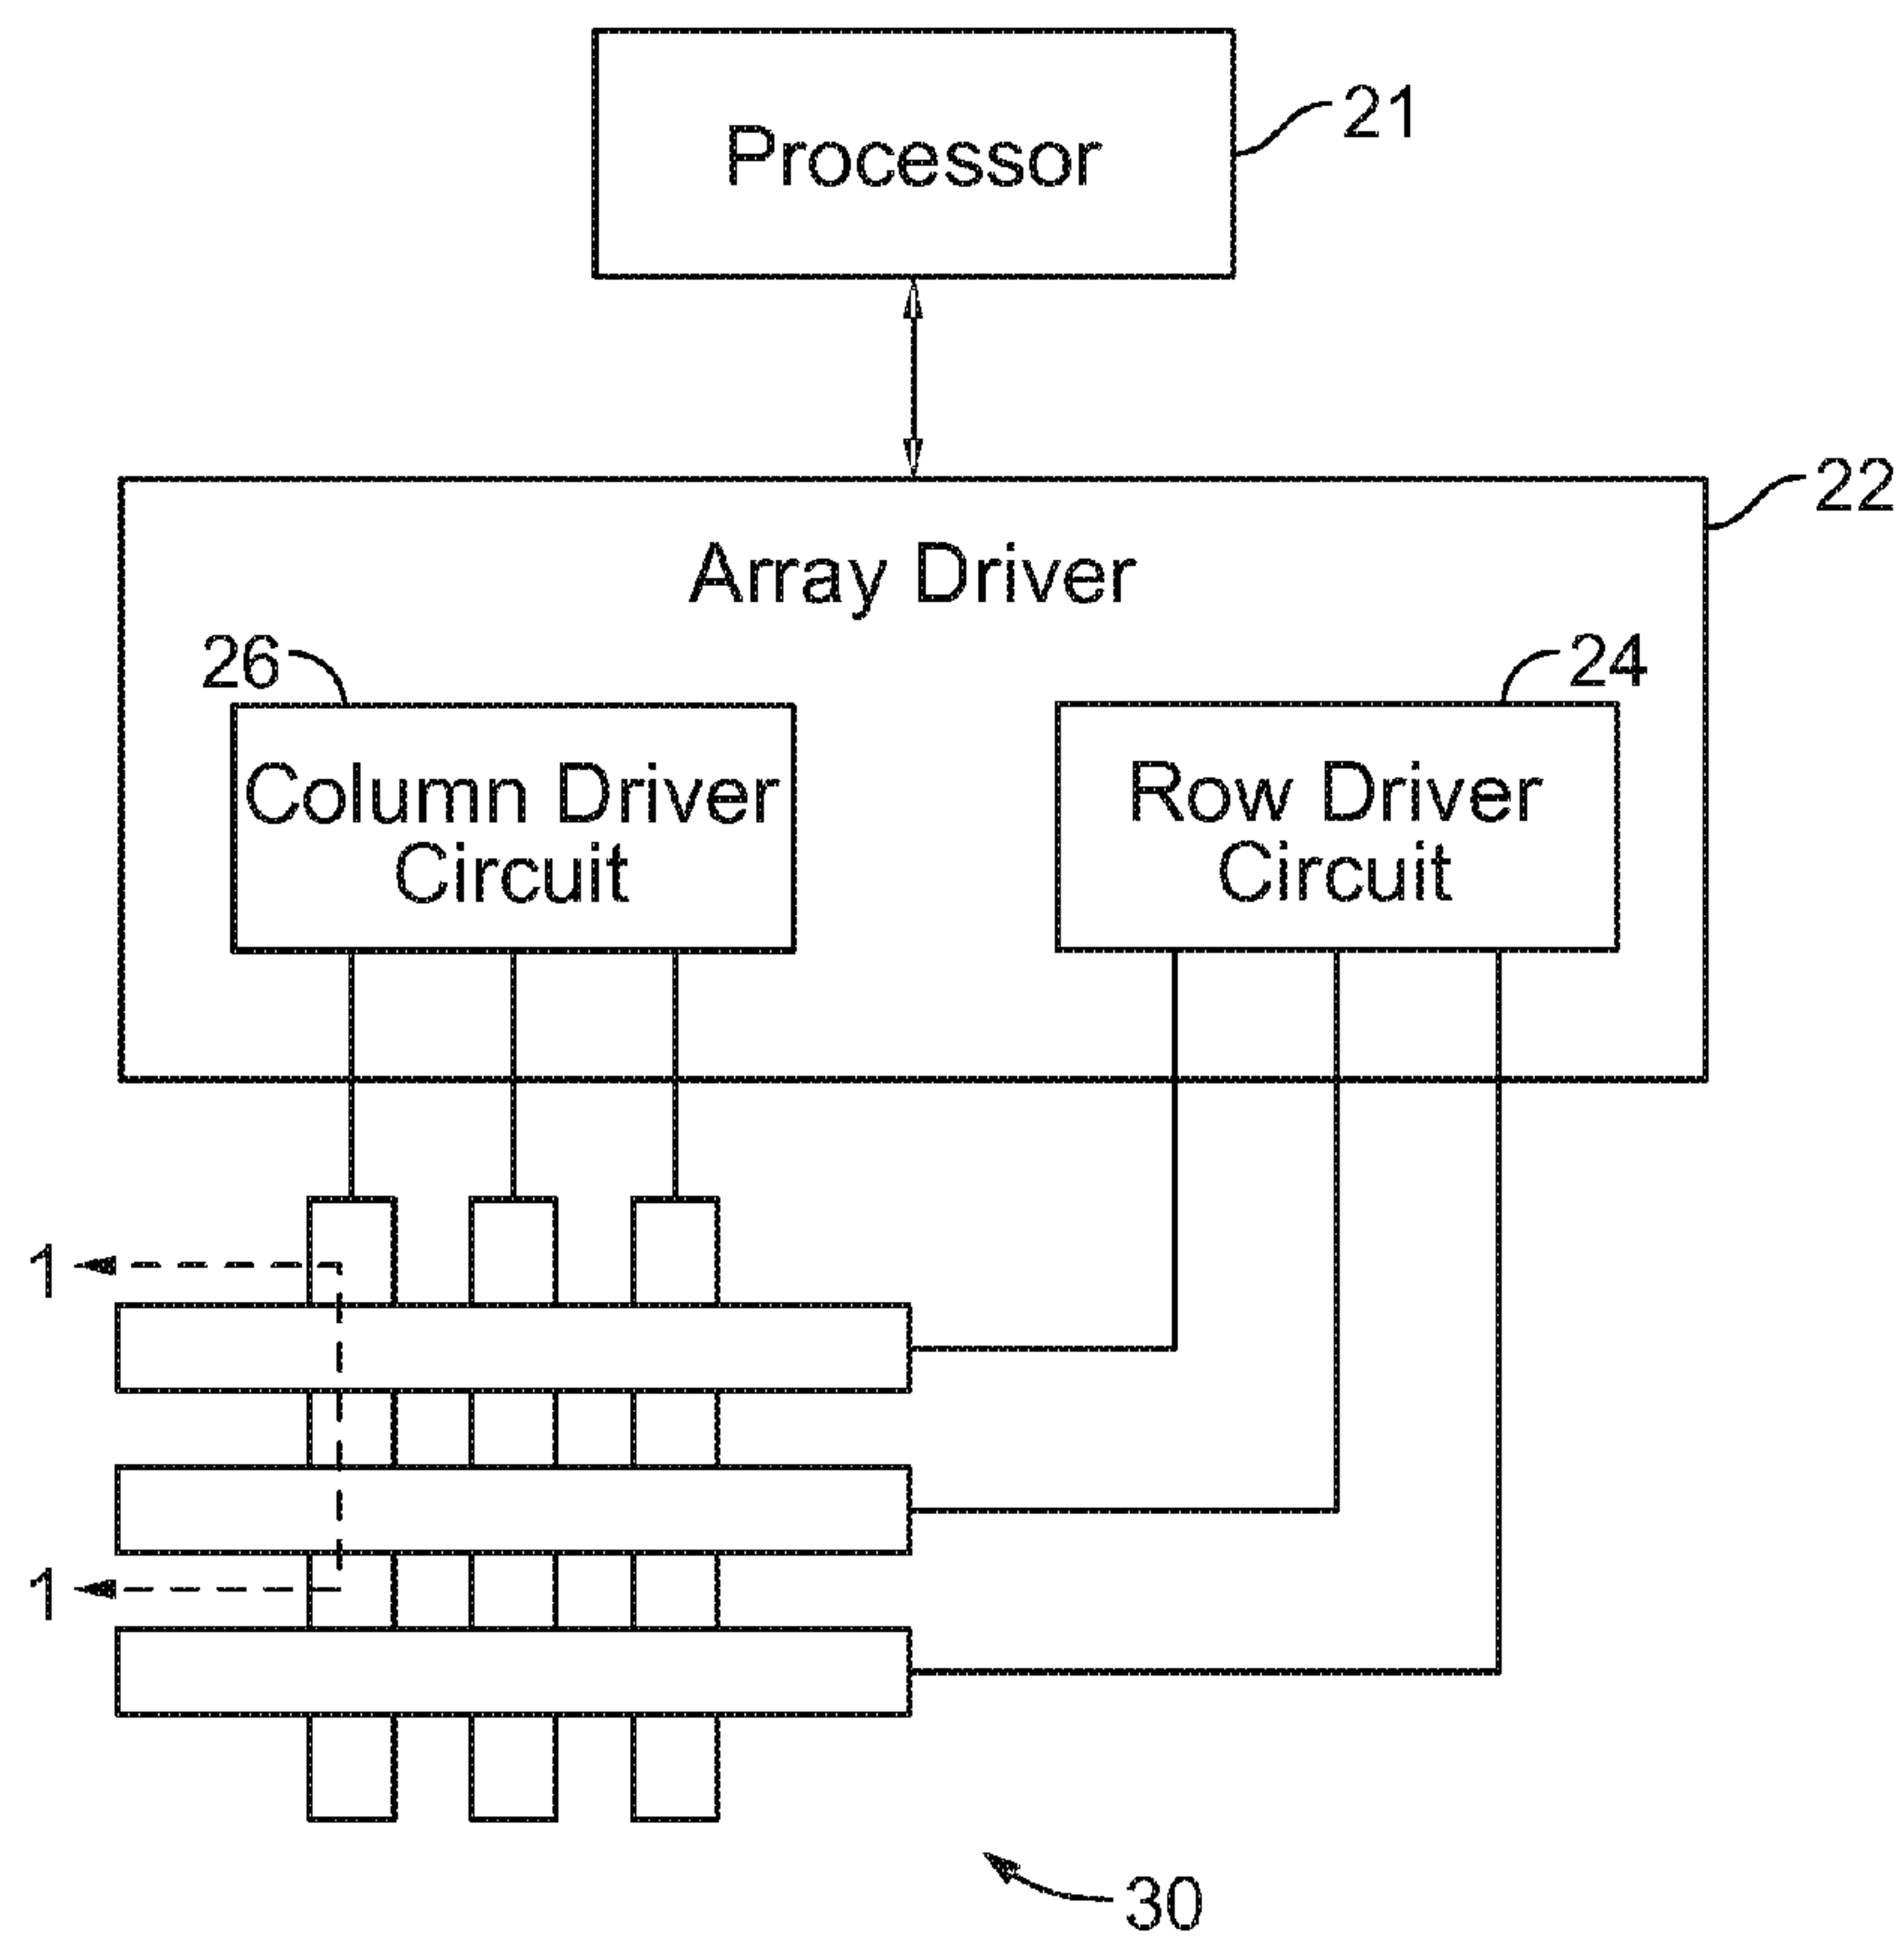 Processor
21
22
Array Driver
26
24
Column Driver
Circuit
Row Driver
Circuit
1
1
30